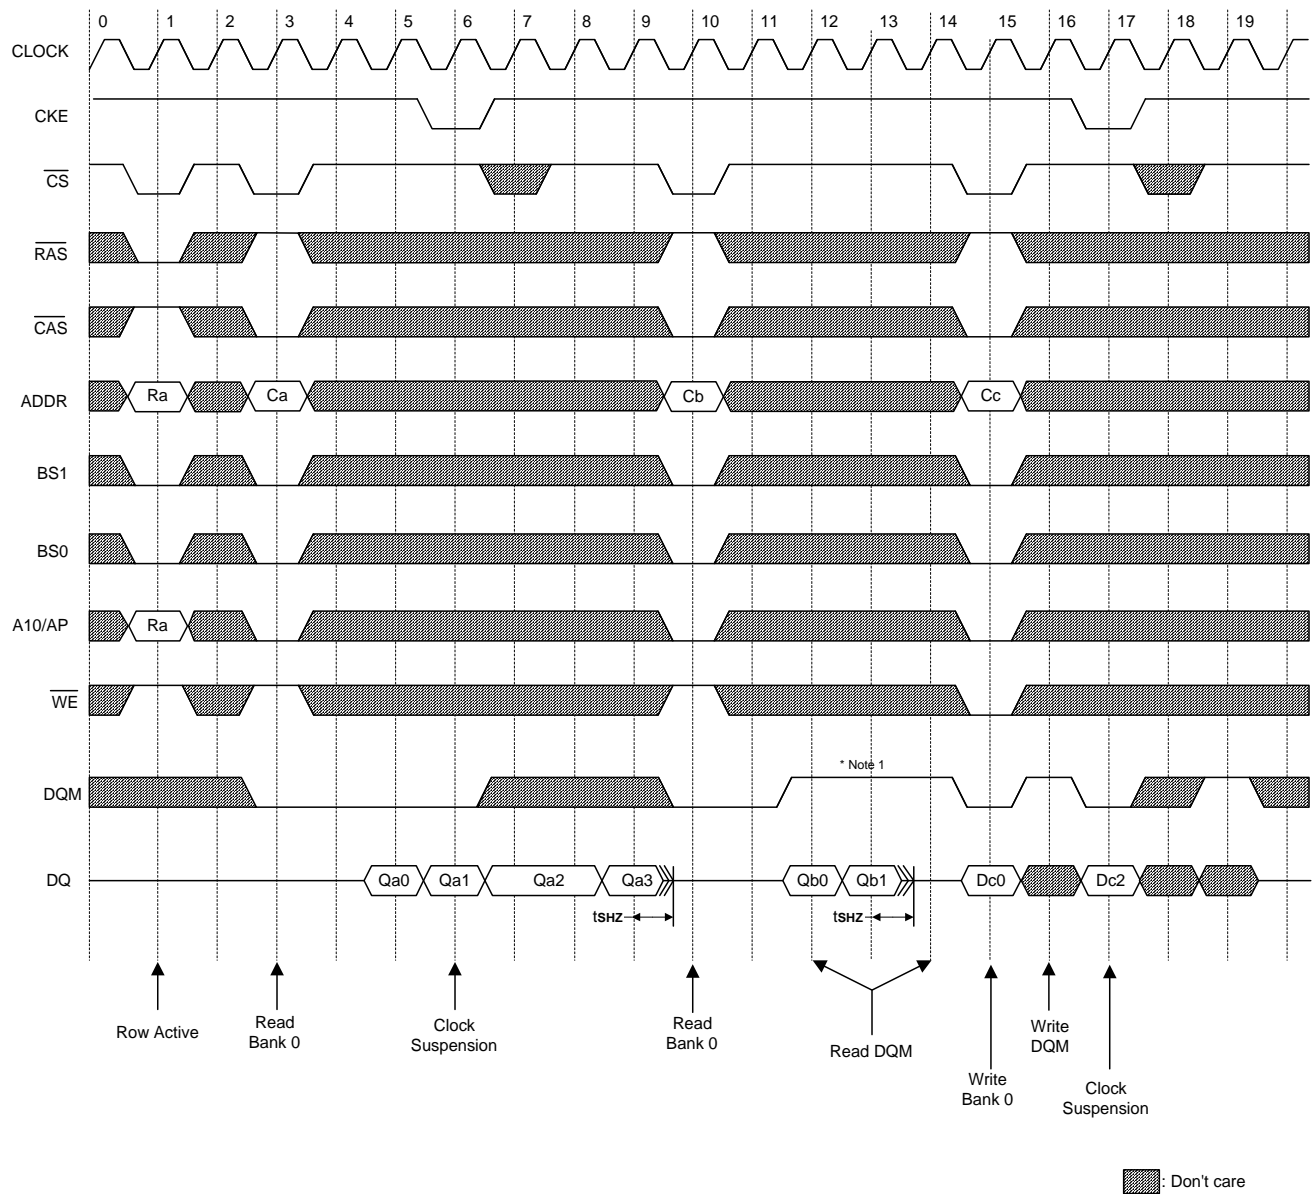 0 1 2 3 4 5 6 7 8 9 10 11 12 13 14 15 16 17 18 19
CLOCK
CKE
CS
RAS
CAS
ADDR Ra Ca Cb Cc
BS1
BS0
A10/AP Ra
WE
* Note 1
DQM
DQ Qa0 Qa1 Qa2 Qa3 Qb0 Qb1 Dc0 Dc2
tSHZ tSHZ
Row Active
Read
Bank 0
Clock
Suspension
Read
Bank 0
Read DQM
Write
Bank 0
Write
DQM
Clock
Suspension
: Don't care